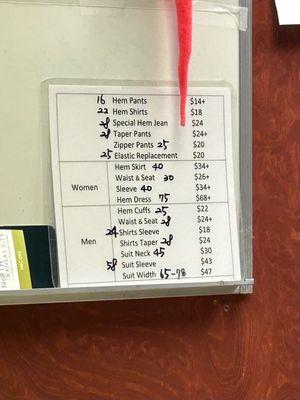 16 Hem Pants $14+
22 Hem Shirts $18
28 Special Hem Jean $24
28 Taper Pants $24+
Zipper Pants 25 $20
25 Elastic Replacement $20
Hem Skirt 40 $34+
Waist & Seat 30 $26+
Women Sleeve 40 $34+
Hem Dress 75 $68+
Hem Cuffs 25 $22
Waist & Seat 28 $24+
24 Shirts Sleeve $18
Men Shirts Taper 28 $24
Suit Neck 45 $30
58 Suit Sleeve $43
Suit Width 65-78 $47
NORTH
KANSAS CITY